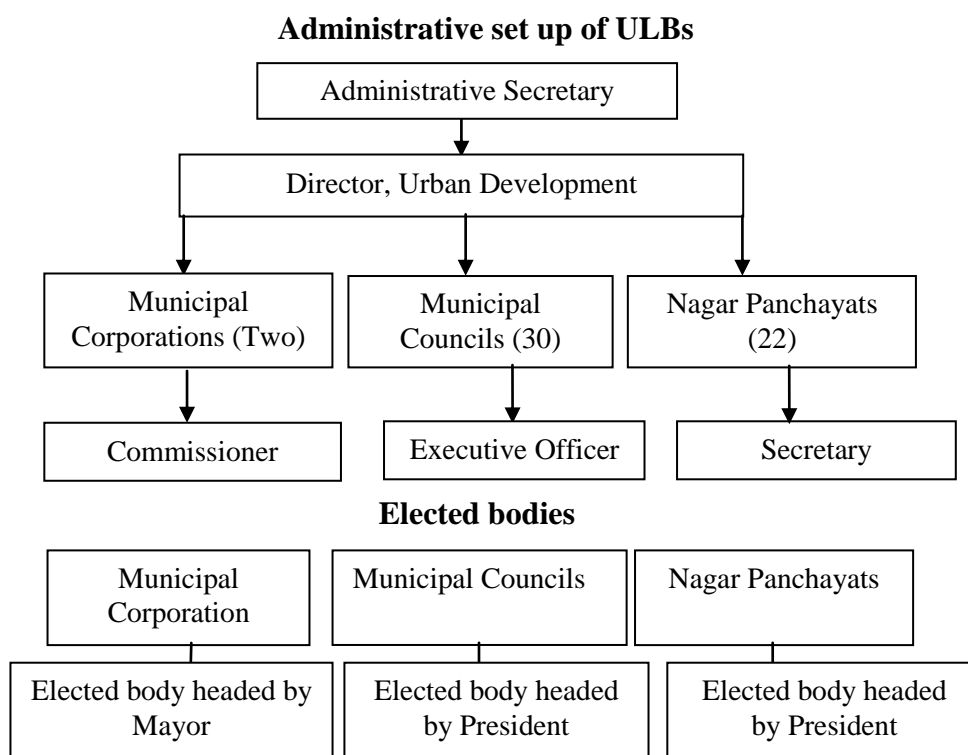 Administrative set up of ULBs
Administrative Secretary
Director, Urban Development
Municipal
Corporations (Two)
Municipal
Councils (30)
Nagar Panchayats
(22)
Commissioner
Executive Officer
Secretary
Elected bodies
Municipal
Corporation
Municipal Councils
Nagar Panchayats
Elected body headed by
Mayor
Elected body headed
by President
Elected body headed
by President